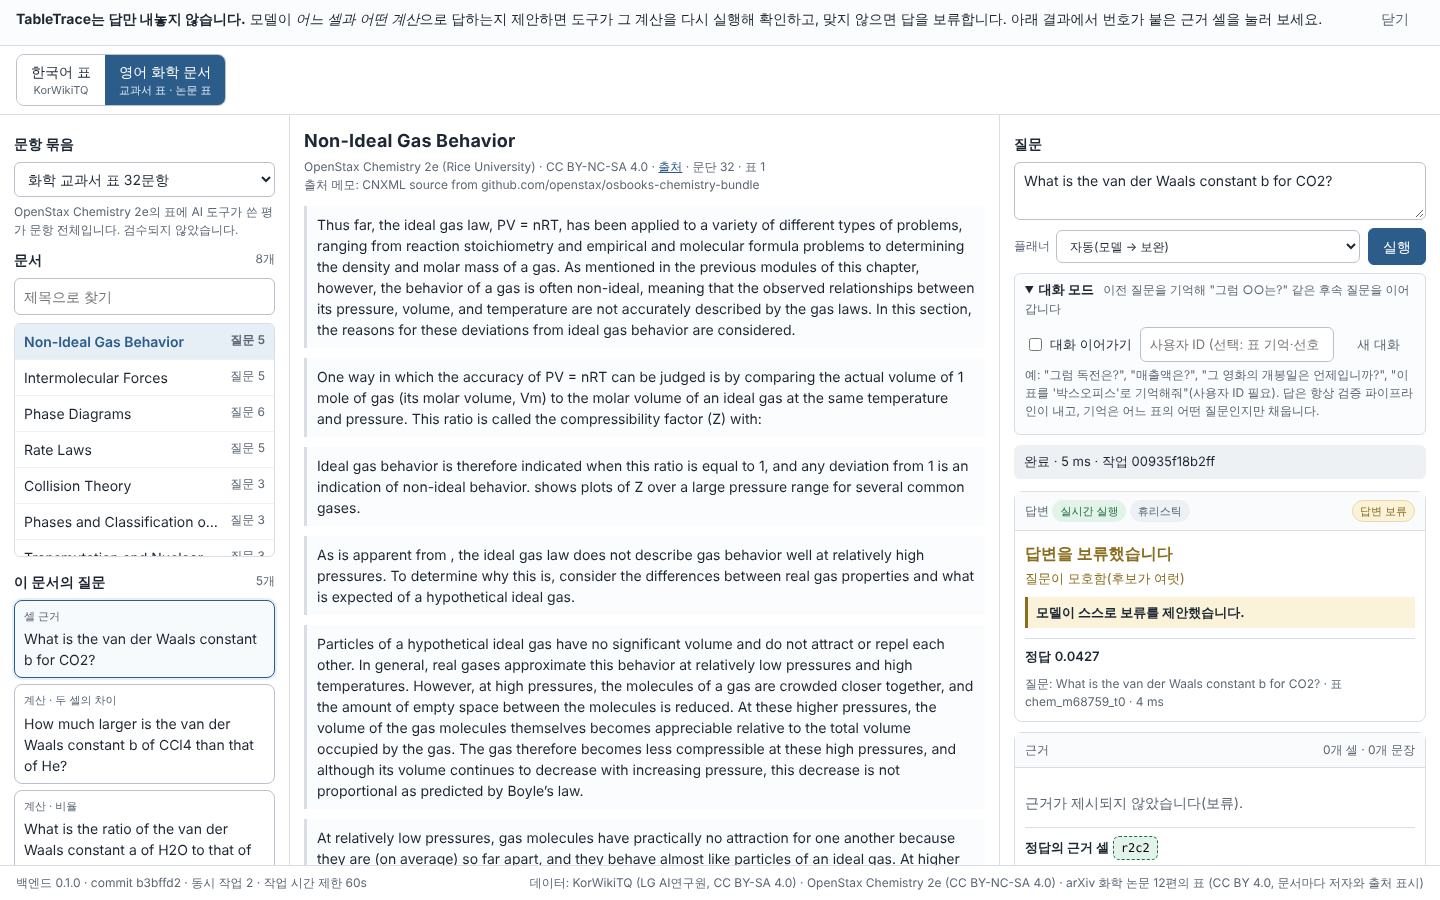 TableTrace는 답만 내놓지 않습니다. 모델이 어느 셀과 어떤 계산으로 답하는지 제안하면 도구가 그 계산을 다시 실행해 확인하고, 맞지 않으면 답을 보류합니다. 아래 결과에서 번호가 붙은 근거 셀을 눌러 보세요.
닫기
한국어 표
KorWikiTQ
영어 화학 문서
교과서 표 · 논문 표
문항 묶음
화학 교과서 표 32문항
OpenStax Chemistry 2e의 표에 AI 도구가 쓴 평
가 문항 전체입니다. 검수되지 않았습니다.
문서
8개
제목으로 찾기
Non-Ideal Gas Behavior 질문 5
Intermolecular Forces 질문 5
Phase Diagrams 질문 6
Rate Laws 질문 5
Collision Theory 질문 3
Phases and Classification o... 질문 3
Transmutation and Nuclear... 질문 3
이 문서의 질문
5개
셀 근거
What is the van der Waals constant
b for CO2?
계산 · 두 셀의 차이
How much larger is the van der
Waals constant b of CCl4 than that
of He?
계산 · 비율
What is the ratio of the van der
Waals constant a of H2O to that of
Non-Ideal Gas Behavior
OpenStax Chemistry 2e (Rice University) · CC BY-NC-SA 4.0 · 출처 · 문단 32 · 표 1
출처 메모: CNXML source from github.com/openstax/osbooks-chemistry-bundle
Thus far, the ideal gas law, PV = nRT, has been applied to a variety of different types of problems,
ranging from reaction stoichiometry and empirical and molecular formula problems to determining
the density and molar mass of a gas. As mentioned in the previous modules of this chapter,
however, the behavior of a gas is often non-ideal, meaning that the observed relationships between
its pressure, volume, and temperature are not accurately described by the gas laws. In this section,
the reasons for these deviations from ideal gas behavior are considered.
One way in which the accuracy of PV = nRT can be judged is by comparing the actual volume of 1
mole of gas (its molar volume, Vm) to the molar volume of an ideal gas at the same temperature
and pressure. This ratio is called the compressibility factor (Z) with:
Ideal gas behavior is therefore indicated when this ratio is equal to 1, and any deviation from 1 is an
indication of non-ideal behavior. shows plots of Z over a large pressure range for several common
gases.
As is apparent from , the ideal gas law does not describe gas behavior well at relatively high
pressures. To determine why this is, consider the differences between real gas properties and what
is expected of a hypothetical ideal gas.
Particles of a hypothetical ideal gas have no significant volume and do not attract or repel each
other. In general, real gases approximate this behavior at relatively low pressures and high
temperatures. However, at high pressures, the molecules of a gas are crowded closer together, and
the amount of empty space between the molecules is reduced. At these higher pressures, the
volume of the gas molecules themselves becomes appreciable relative to the total volume
occupied by the gas. The gas therefore becomes less compressible at these high pressures, and
although its volume continues to decrease with increasing pressure, this decrease is not
proportional as predicted by Boyle’s law.
At relatively low pressures, gas molecules have practically no attraction for one another because
they are (on average) so far apart, and they behave almost like particles of an ideal gas. At higher
질문
What is the van der Waals constant b for CO2?
플래너
자동(모델 → 보완)
실행
▼ 대화 모드 이전 질문을 기억해 "그럼 ○○는?" 같은 후속 질문을 이어
갑니다
대화 이어가기
사용자 ID (선택: 표 기억·선호
새 대화
예: "그럼 독전은?", "매출액은?", "그 영화의 개봉일은 언제입니까?", "이
표를 '박스오피스'로 기억해줘"(사용자 ID 필요). 답은 항상 검증 파이프라
인이 내고, 기억은 어느 표의 어떤 질문인지만 채웁니다.
완료 · 5 ms · 작업 00935f18b2ff
답변 실시간 실행 휴리스틱 답변 보류
답변을 보류했습니다
질문이 모호함(후보가 여럿)
모델이 스스로 보류를 제안했습니다.
정답 0.0427
질문: What is the van der Waals constant b for CO2? · 표
chem_m68759_t0 · 4 ms
근거
0개 셀 · 0개 문장
근거가 제시되지 않았습니다(보류).
정답의 근거 셀 r2c2
백엔드 0.1.0 · commit b3bffd2 · 동시 작업 2 · 작업 시간 제한 60s
데이터: KorWikiTQ (LG AI연구원, CC BY-SA 4.0) · OpenStax Chemistry 2e (CC BY-NC-SA 4.0) · arXiv 화학 논문 12편의 표 (CC BY 4.0, 문서마다 저자와 출처 표시)